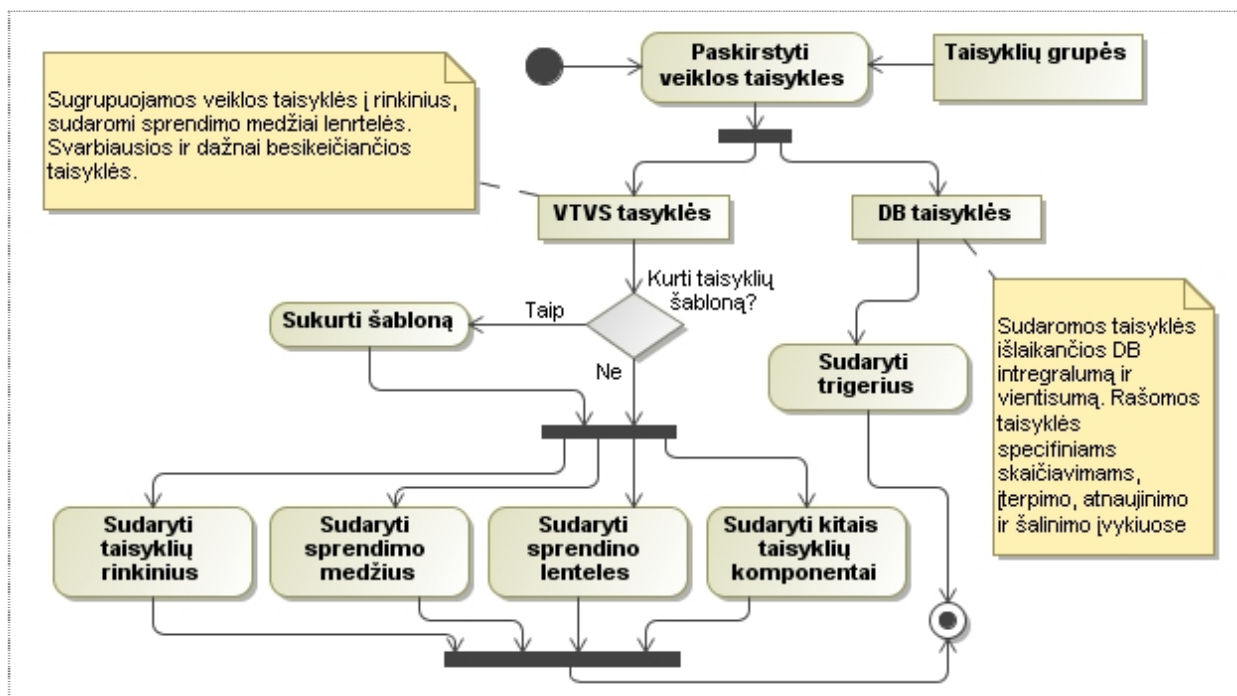 Paskirstyti
veiklos taisykles
Taisyklių grupės
Sugrupuojamos veiklos taisyklės į rinkinius,
sudaromi sprendimo medžiai lenrtelės.
Svarbiausios ir dažnai besikeičiančios
taisyklės.
VTVS tasyklės
DB taisyklės
Kurti taisyklių
šabloną?
Taip
Sukurti šabloną
Ne
Sudaryti
trigerius
Sudaromos taisyklės
išlaikančios DB
intregralumą ir
vientisumą. Rašomos
taisyklės
specifiniams
skaičiavimams,
įterpimo, atnaujinimo
ir šalinimo įvykiuose
Sudaryti
taisyklių
rinkinius
Sudaryti
sprendimo
medžius
Sudaryti
sprendino
lenteles
Sudaryti kitais
taisyklių
komponentai